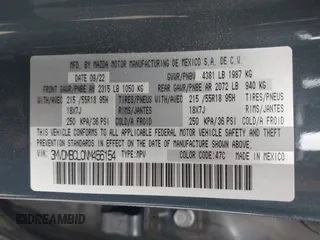 MFD. BY MAZDA MOTOR MANUFACTURING DE MEXICO S.A. DE C.V.
DATE 09/22 GVWR/PNBV 4381 LB 1987 KG
FRONT GAWR/PNBE AV 2315 LB 1050 KG REAR GAWR/PNBE AR 2072 LB 940 KG
WITH/AVEC 215/55R18 95H TIRES/PNEUS WITH/AVEC 215/55R18 95H TIRES/PNEUS
18X7J RIMS/JANTES 18X7J RIMS/JANTES
250 KPA/36 PSI COLD/A FROID 250 KPA/36 PSI COLD/A FROID
THIS VEHICLE CONFORMS TO ALL APPLICABLE FEDERAL MOTOR
VEHICLE SAFETY, BUMPER, AND THEFT PREVENTION STANDARDS
IN EFFECT ON THE DATE OF MANUFACTURE SHOWN ABOVE.
TYPE:MPV
COLOR:47C
MADE IN MEXICO
DREAMBID